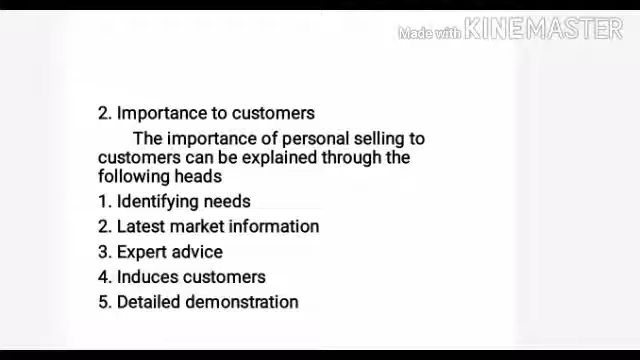 Made with KINEMASTER
2. Importance to customers
The importance of personal selling to
customers can be explained through the
following heads
1. Identifying needs
2. Latest market information
3. Expert advice
4. Induces customers
5. Detailed demonstration